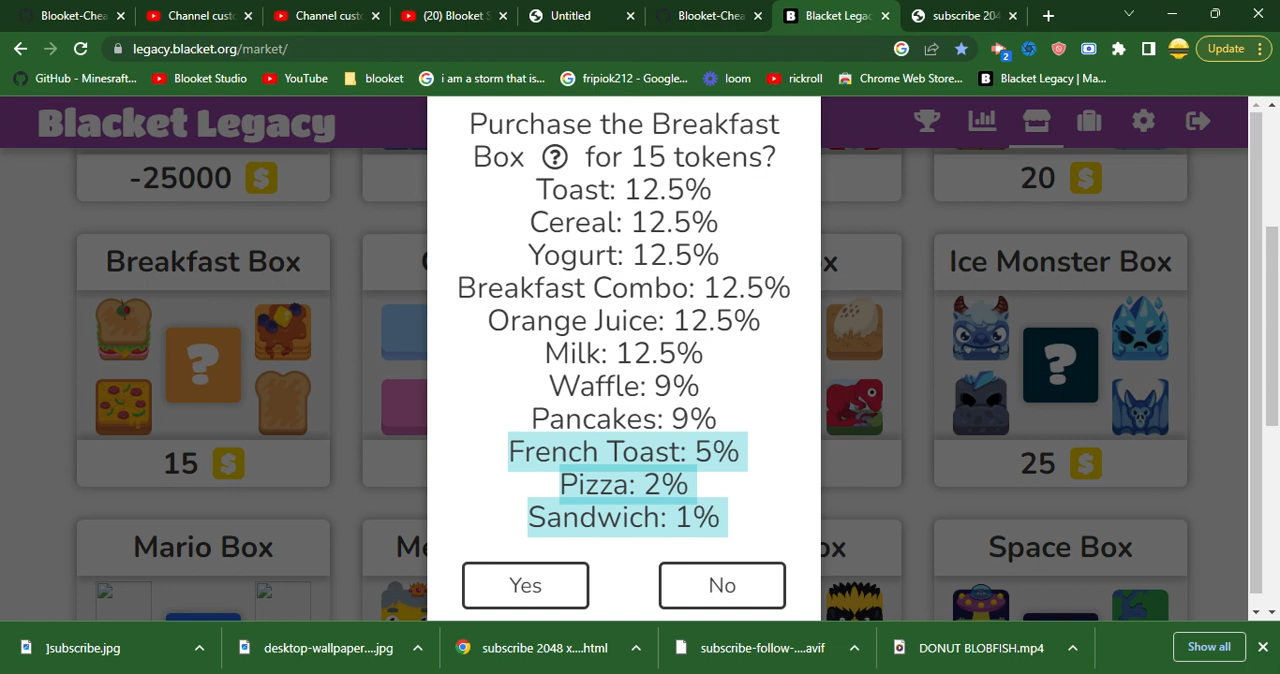 Blooket-Chea
Channel cust
Channel cust
(20) Blooket S
Untitled
Blooket-Chea
Blacket Legac
subscribe 204
legacy.blacket.org/market/
2
Update
GitHub - Minesraft...
Blooket Studio
YouTube
blooket
i am a storm that is...
fripiok212 - Google...
loom
rickroll
Chrome Web Store...
Blacket Legacy | Ma...
Blacket Legacy
Purchase the Breakfast
Box ? for 15 tokens?
Toast: 12.5%
Cereal: 12.5%
Yogurt: 12.5%
Breakfast Combo: 12.5%
Orange Juice: 12.5%
Milk: 12.5%
Waffle: 9%
Pancakes: 9%
French Toast: 5%
Pizza: 2%
Sandwich: 1%
Yes
No
-25000
20
Breakfast Box
Ice Monster Box
15
25
Mario Box
Space Box
]subscribe.jpg
desktop-wallpaper....jpg
subscribe 2048 x....html
subscribe-follow-....avif
DONUT BLOBFISH.mp4
Show all